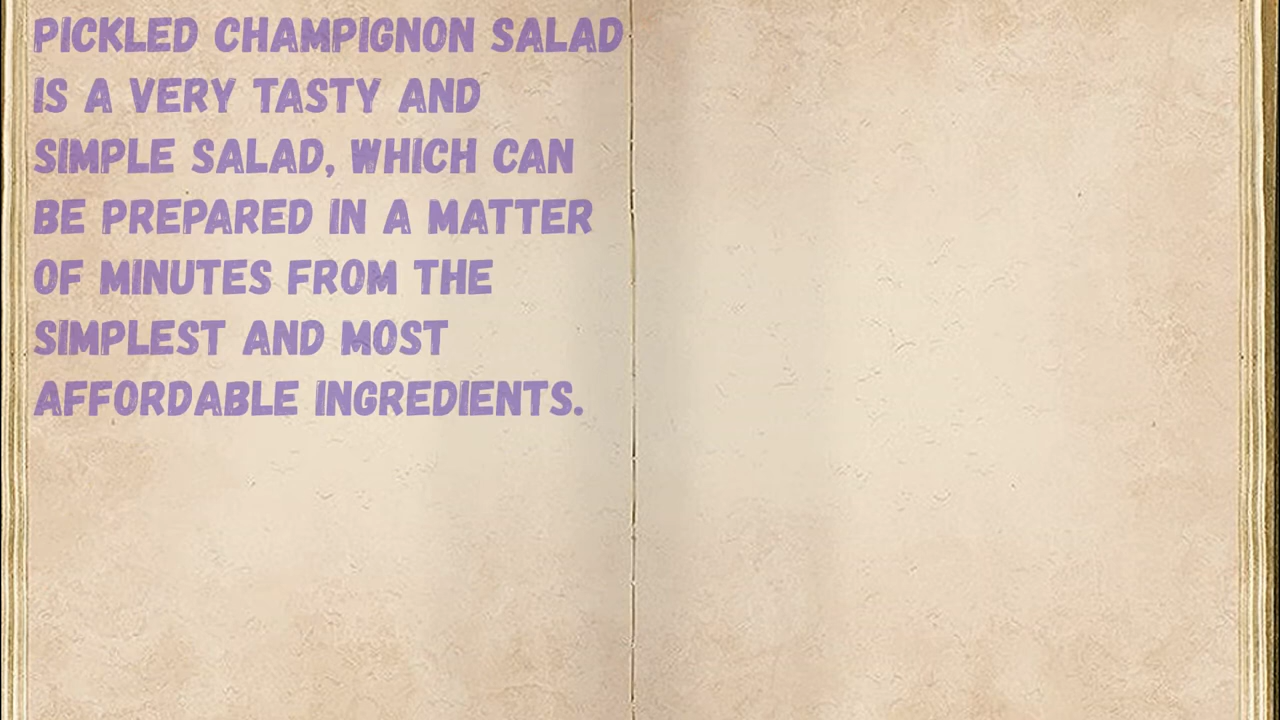 PICKLED CHAMPIGNON SALAD
IS A VERY TASTY AND
SIMPLE SALAD, WHICH CAN
BE PREPARED IN A MATTER
OF MINUTES FROM THE
SIMPLEST AND MOST
AFFORDABLE INGREDIENTS.